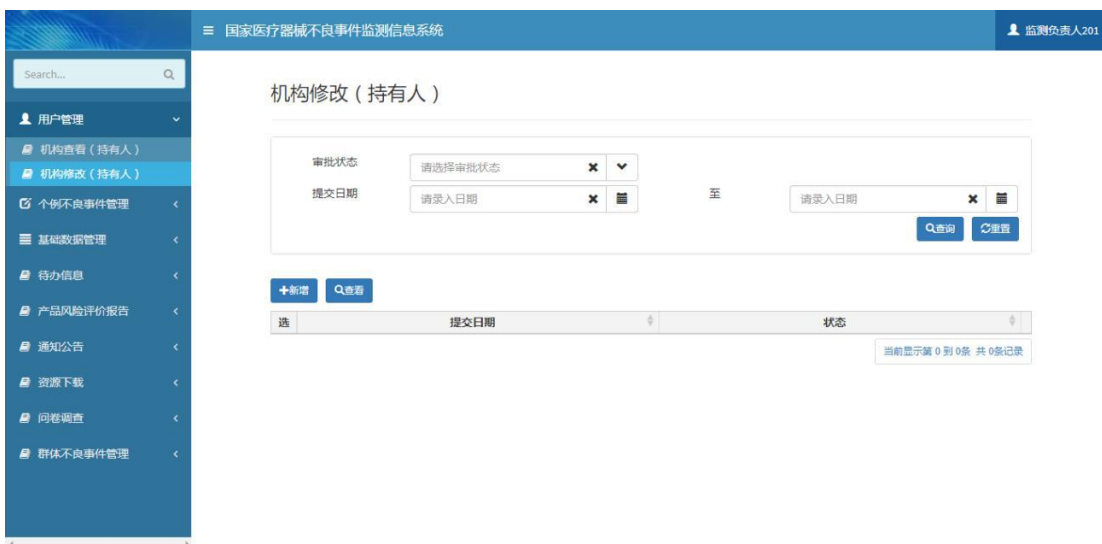 国家医疗器械不良事件监测信息系统
监测负责人201
Search...
用户管理
机构查看（持有人）
机构修改（持有人）
个例不良事件管理
基础数据管理
待办信息
产品风险评价报告
通知公告
资源下载
问卷调查
群体不良事件管理
机构修改（持有人）
审批状态 请选择审批状态
提交日期 请录入日期 至 请录入日期
查询 重置
新增 查看
选 提交日期 状态
当前显示第 0 到 0条 共 0条记录